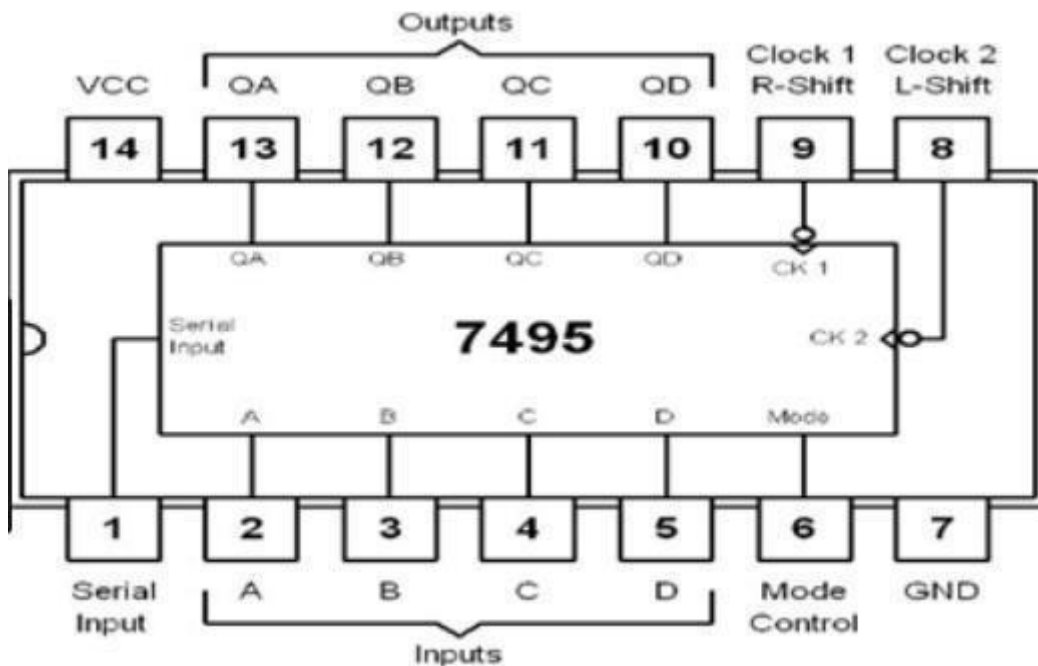 Outputs
VCC QA QB QC QD Clock 1 R-Shift Clock 2 L-Shift
14 13 12 11 10 9 8
QA QB QC QD CK 1
Serial Input
7495
CK 2
A B C D Mode
1 2 3 4 5 6 7
Serial Input A B C D Mode Control GND
Inputs